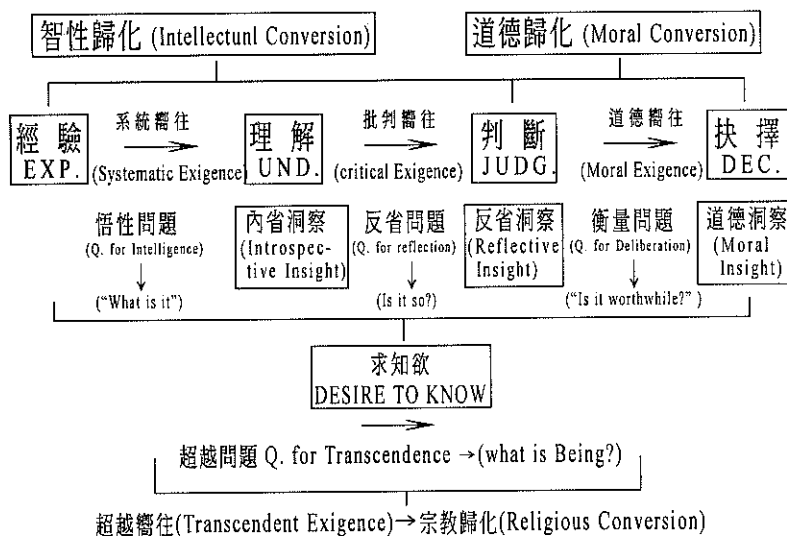 智性歸化 (Intellectunl Conversion)
道德歸化 (Moral Conversion)
經驗
EXP.
系統嚮往
(Systematic Exigence)
理解
UND.
批判嚮往
(critical Exigence)
判斷
JUDG.
道德嚮往
(Moral Exigence)
抉擇
DEC.
悟性問題
(Q. for Intelligence)
(“What is it”)
內省洞察
(Introspec-
tive Insight)
反省問題
(Q. for reflection)
(Is it so?)
反省洞察
(Reflective
Insight)
衡量問題
(Q. for Deliberation)
(“Is it worthwhile?” )
道德洞察
(Moral
Insight)
求知欲
DESIRE TO KNOW
超越問題 Q. for Transcendence →(what is Being?)
超越嚮往(Transcendent Exigence)→宗教歸化(Religious Conversion)